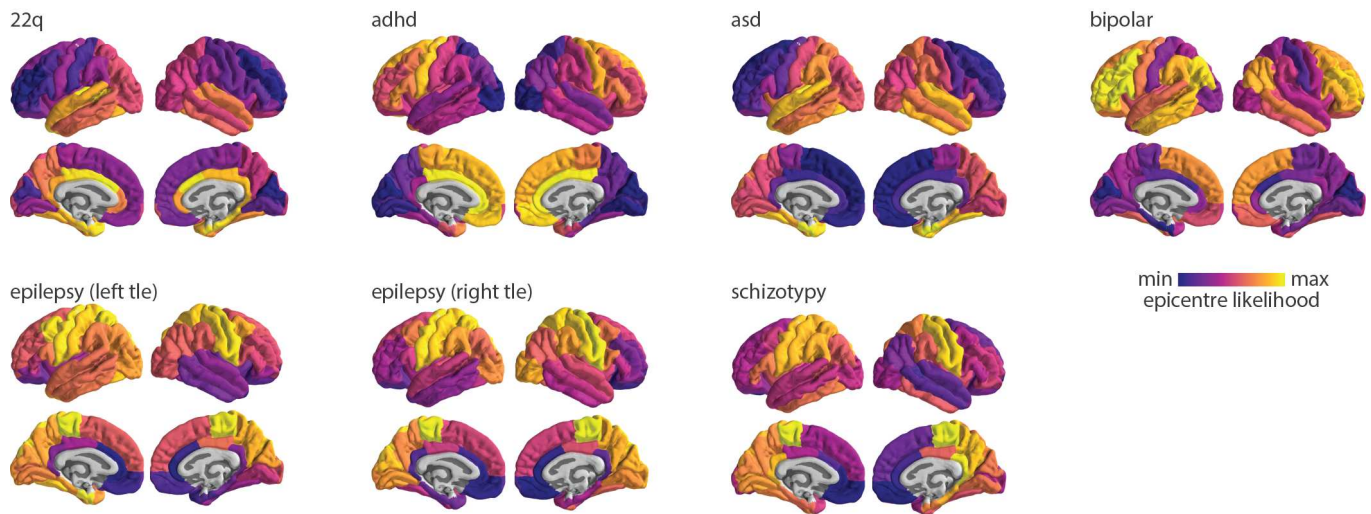 22q
adhd
asd
bipolar
epilepsy (left tle)
epilepsy (right tle)
schizotypy
min max
epicentre likelihood